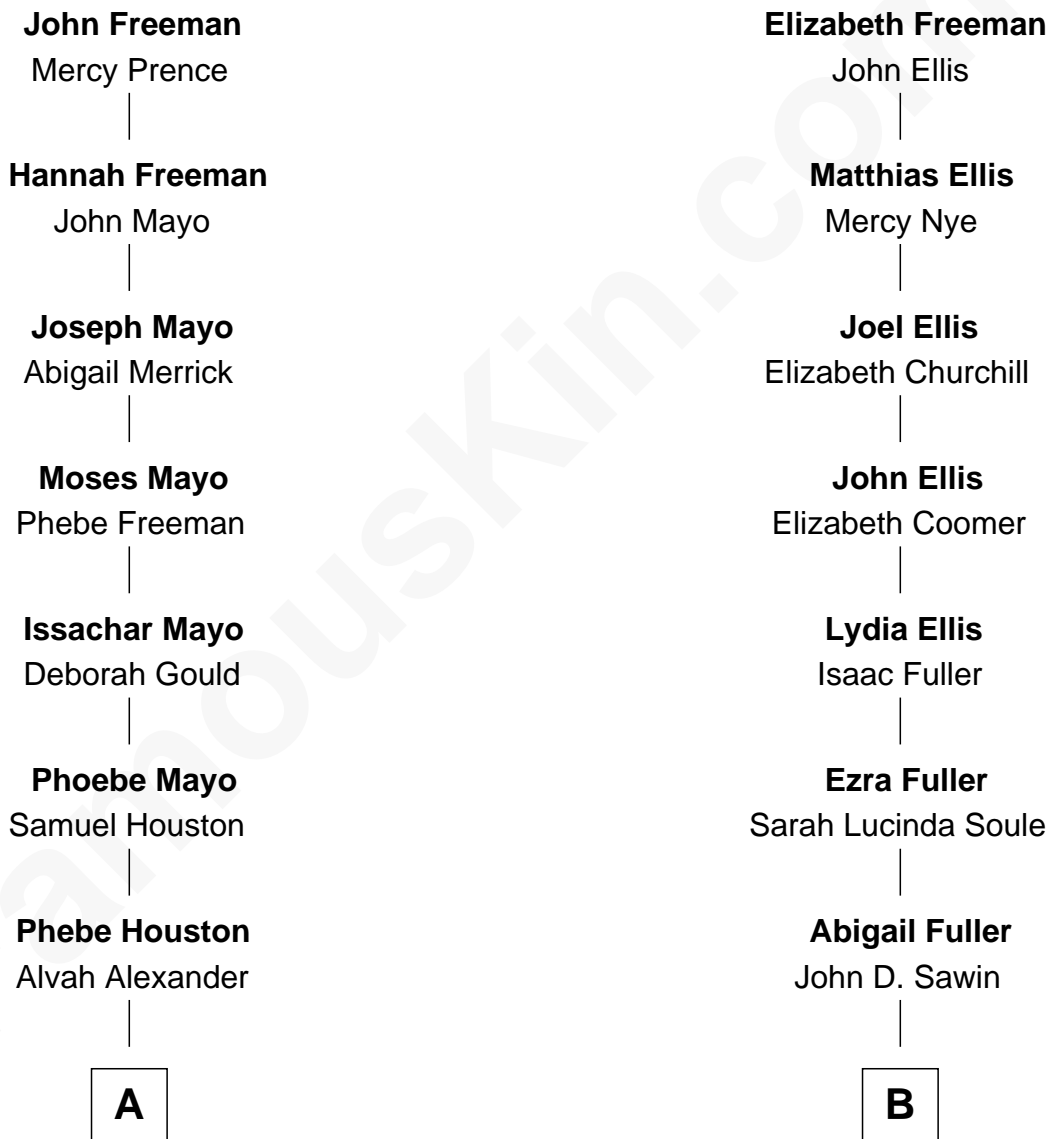 John Freeman
Mercy Prence
Hannah Freeman
John Mayo
Joseph Mayo
Abigail Merrick
Moses Mayo
Phebe Freeman
Issachar Mayo
Deborah Gould
Phoebe Mayo
Samuel Houston
Phebe Houston
Alvah Alexander
A
Elizabeth Freeman
John Ellis
Matthias Ellis
Mercy Nye
Joel Ellis
Elizabeth Churchill
John Ellis
Elizabeth Coomer
Lydia Ellis
Isaac Fuller
Ezra Fuller
Sarah Lucinda Soule
Abigail Fuller
John D. Sawin
B
amouskin.com